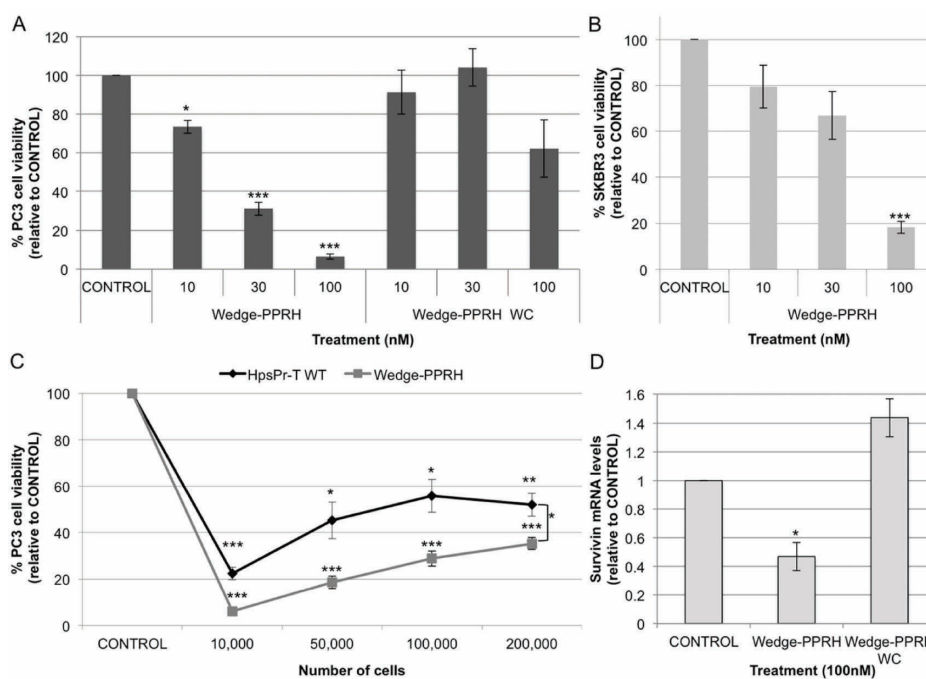 A
% PC3 cell viability
(relative to CONTROL)
120
100
80
60
40
20
0
*
***
***
CONTROL 10 30 100 10 30 100
Wedge-PPRH Wedge-PPRH WC
Treatment (nM)
B
% SKBR3 cell viability
(relative to CONTROL)
100
80
60
40
20
0
***
CONTROL 10 30 100
Wedge-PPRH
Treatment (nM)
C
HpsPr-T WT Wedge-PPRH
% PC3 cell viability
(relative to CONTROL)
100
80
60
40
20
0
*** * * **
*
*** *** *** ***
CONTROL 10,000 50,000 100,000 200,000
Number of cells
D
Survivin mRNA levels
(relative to CONTROL)
1.6
1.4
1.2
1
0.8
0.6
0.4
0.2
0
*
CONTROL Wedge-PPRH Wedge-PPRH
WC
Treatment (100nM)